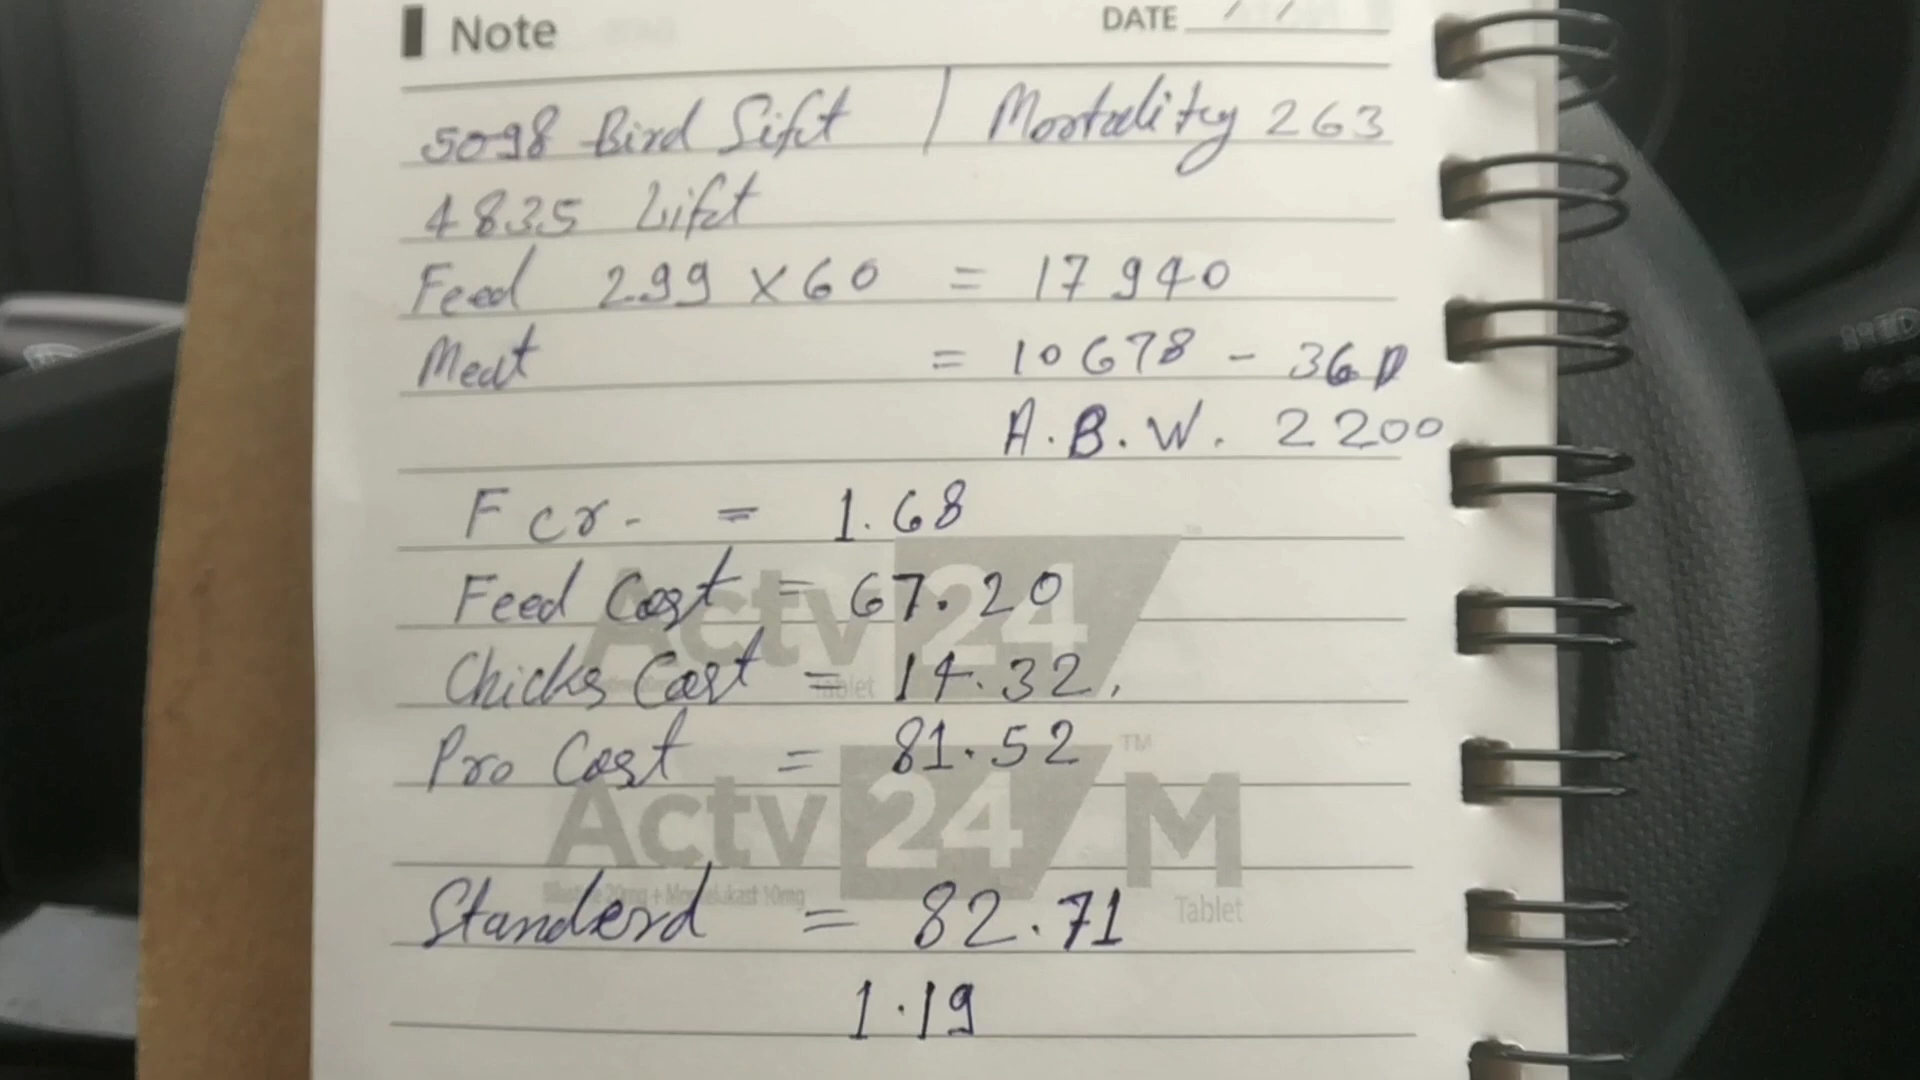 Note DATE
5098 Bird Sift / Mortality 263
4835 Lift
Feed 299 X 60 = 17940
Meat = 10678 - 36D
A.B.W. 2200
Fcr- = 1.68
Feed Cost = 67.20
Chicks Cost = 14.32.
Pro Cost = 81.52
Standerd = 82.71
1.19
Actv 24
Tablet
Actv 24 M ™
Tablet